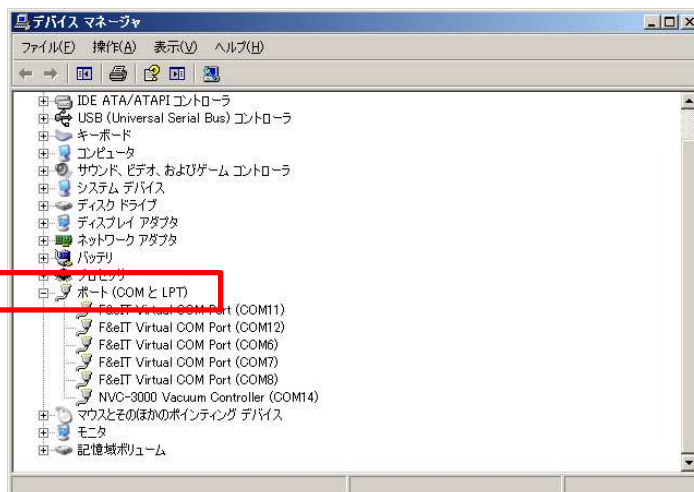 デバイス マネージャ
ファイル(F) 操作(A) 表示(V) ヘルプ(H)
IDE ATA/ATAPI コントローラ
USB (Universal Serial Bus) コントローラ
キーボード
コンピュータ
サウンド、ビデオ、およびゲーム コントローラ
システム デバイス
ディスク ドライブ
ディスプレイ アダプタ
ネットワーク アダプタ
バッテリ
プロセッサ
ポート (COM と LPT)
F&eIT Virtual COM Port (COM11)
F&eIT Virtual COM Port (COM12)
F&eIT Virtual COM Port (COM6)
F&eIT Virtual COM Port (COM7)
F&eIT Virtual COM Port (COM8)
NVC-3000 Vacuum Controller (COM14)
マウスとそのほかのポインティング デバイス
モニタ
記憶域ボリューム